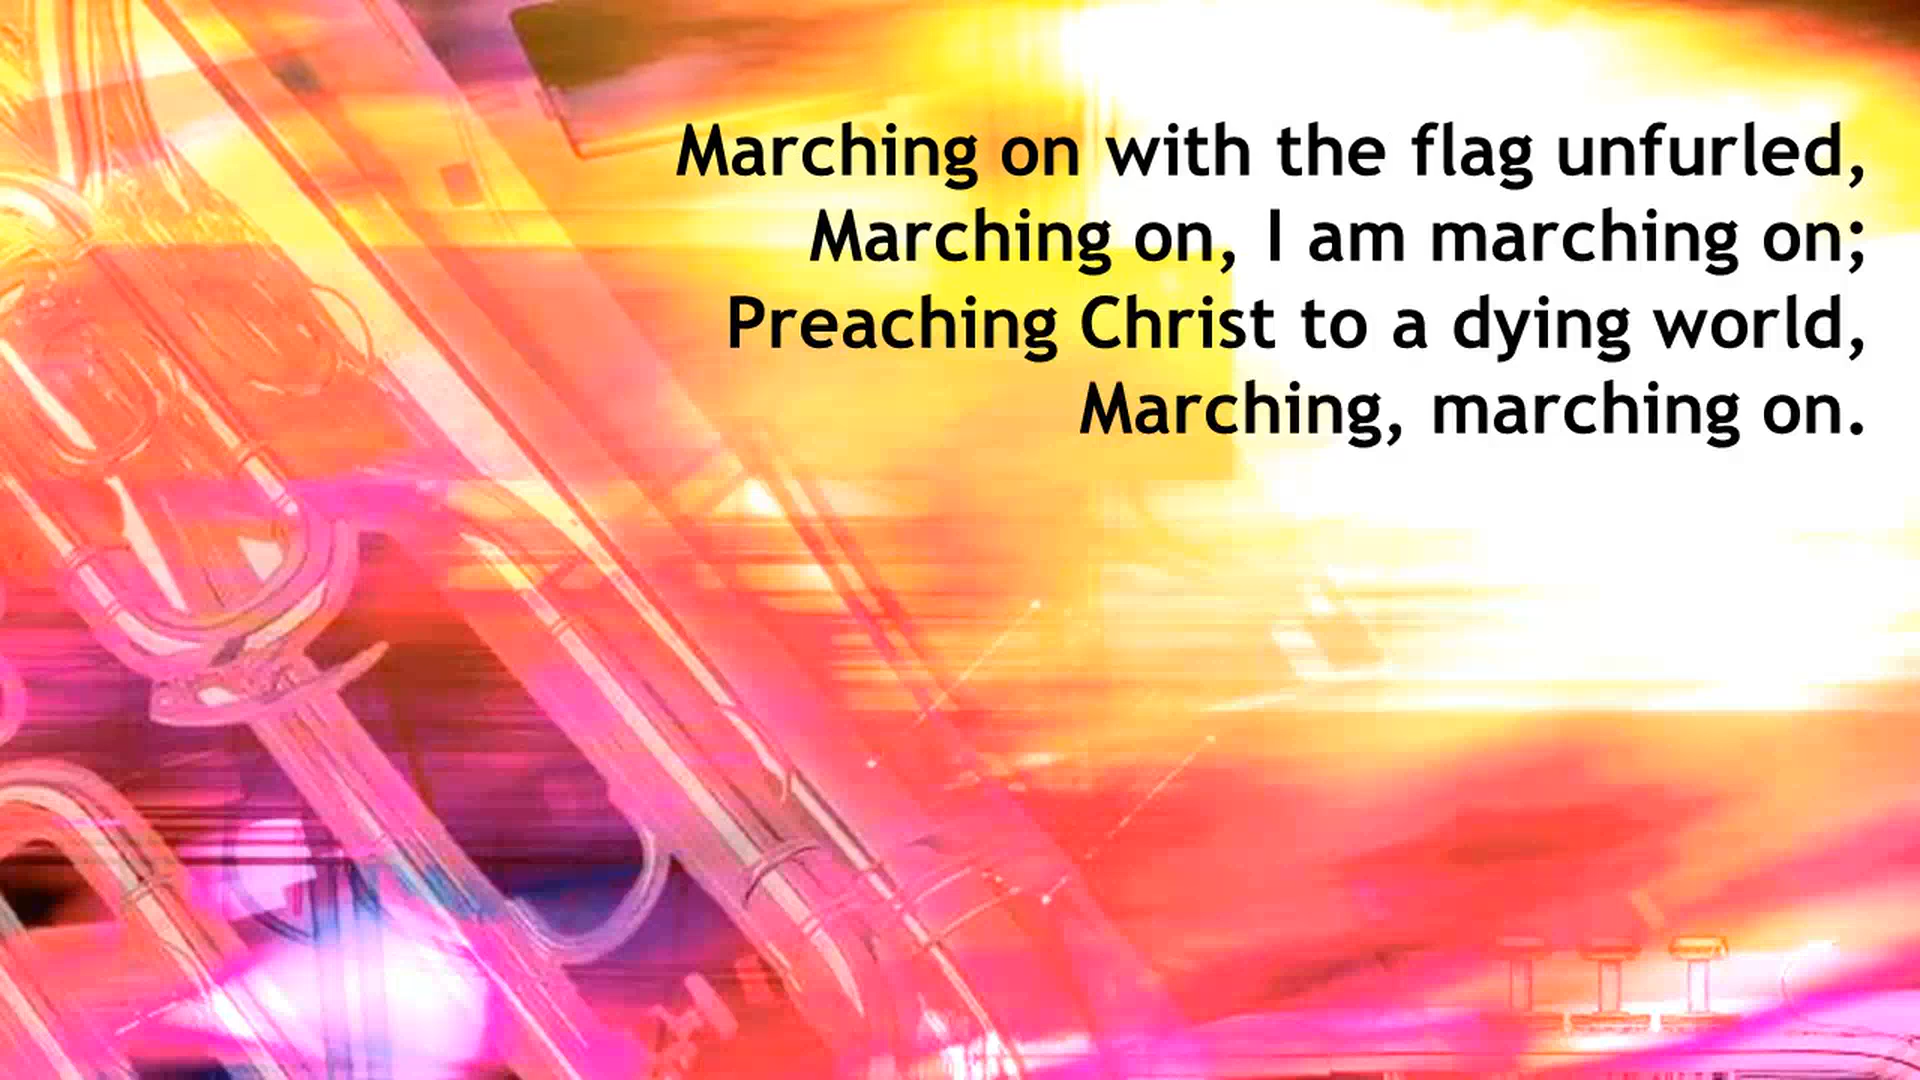 Marching on with the flag unfurled,
Marching on, I am marching on;
Preaching Christ to a dying world,
Marching, marching on.